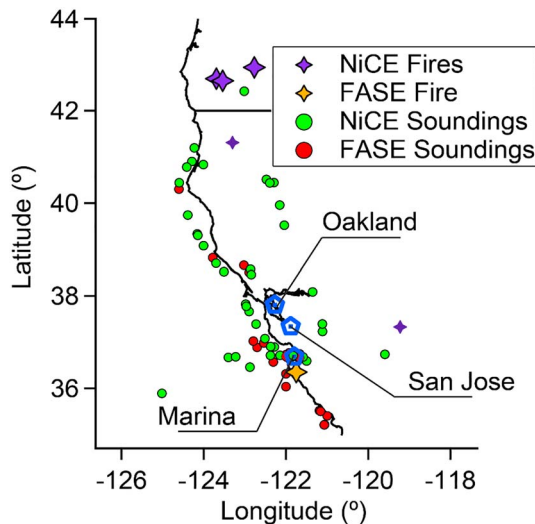 44
42
40
38
36
Latitude (º)
NiCE Fires
FASE Fire
NiCE Soundings
FASE Soundings
Oakland
San Jose
Marina
-126 -124 -122 -120 -118
Longitude (º)